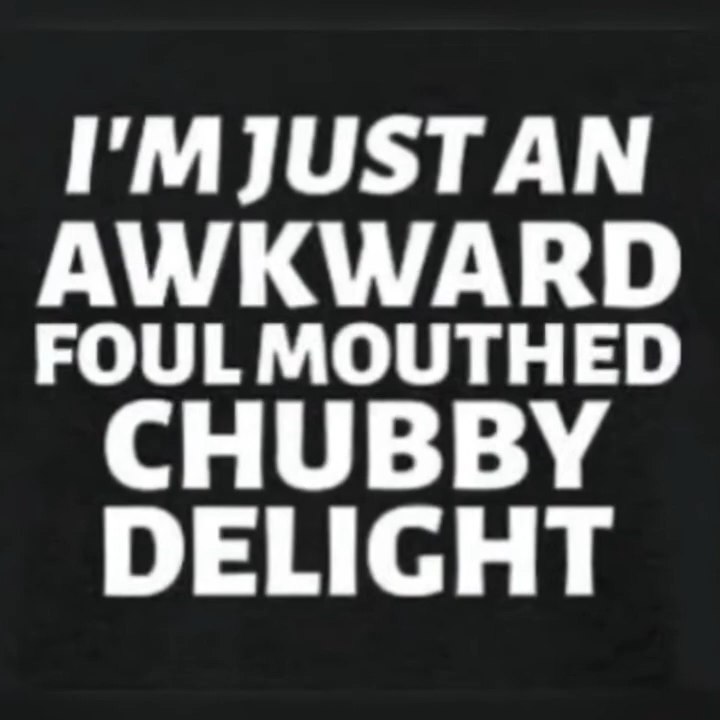 I'M JUST AN
AWKWARD
FOUL MOUTHED
CHUBBY
DELIGHT